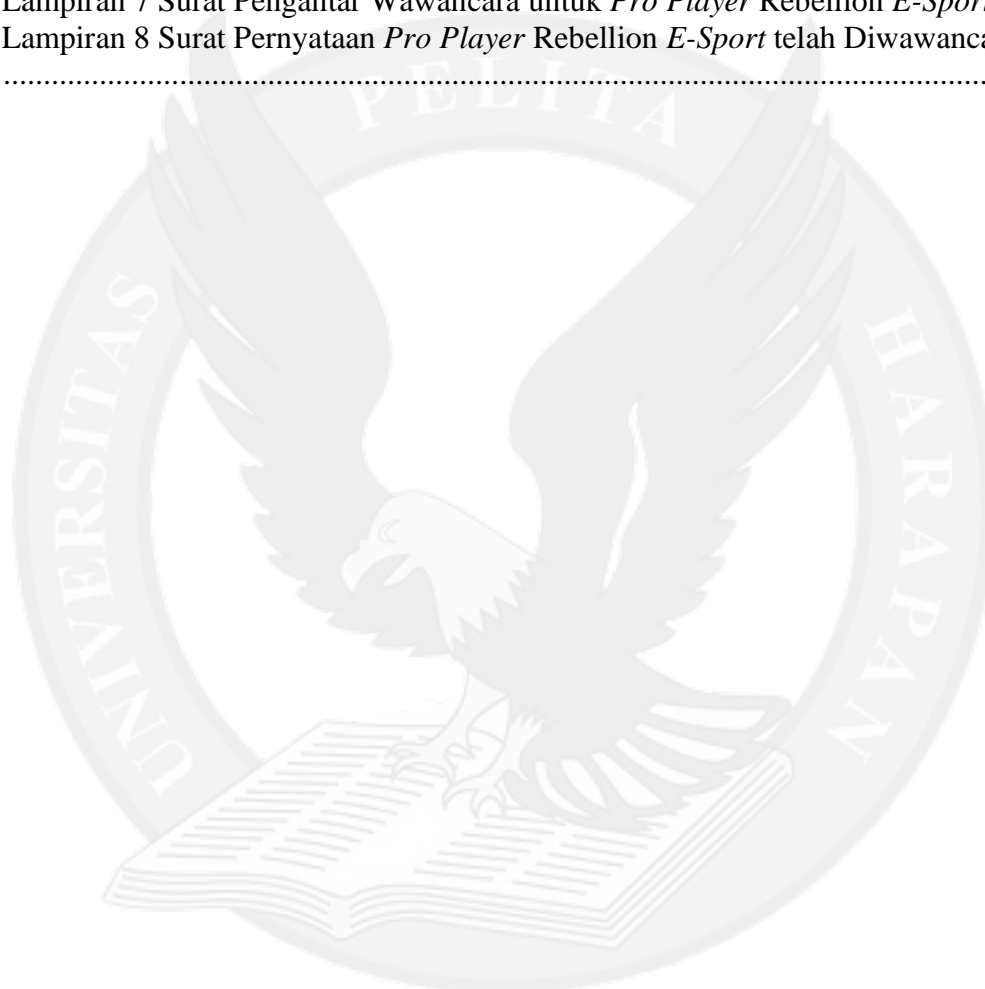 Lampiran 7 Surat Pengantar Wawancara untuk Pro Player Rebellion E-Sport
Lampiran 8 Surat Pernyataan Pro Player Rebellion E-Sport telah Diwawanca
....................................................................................................................................
PELITA
UNIVERSITAS
HARAPAN